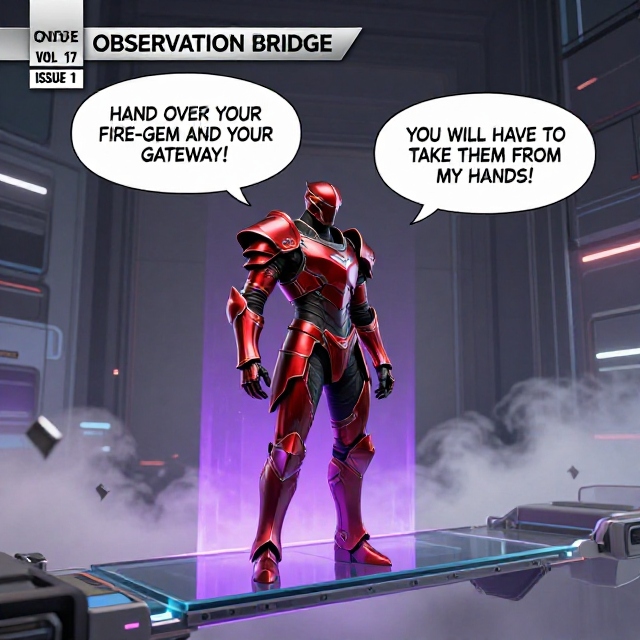 OBSERVATION BRIDGE
VOL 17
ISSUE 1
HAND OVER YOUR
FIRE-GEM AND YOUR
GATEWAY!
YOU WILL HAVE TO
TAKE THEM FROM
MY HANDS!